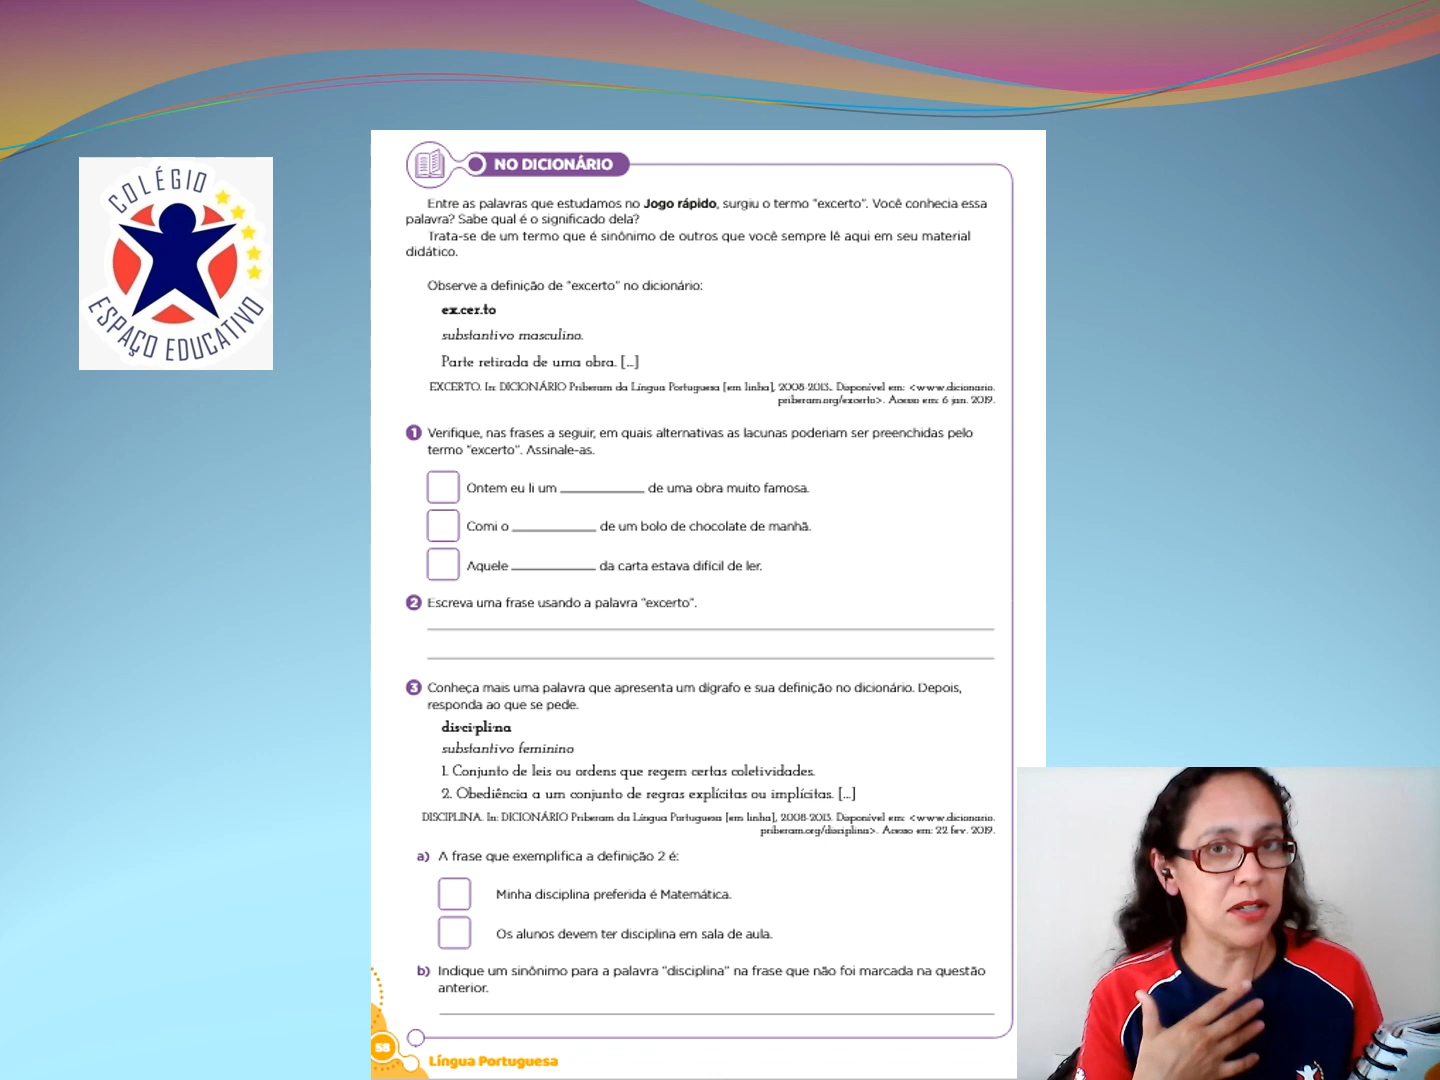 COLÉGIO
ESPAÇO EDUCATIVO
NO DICIONÁRIO
Entre as palavras que estudamos no Jogo rápido, surgiu o termo "excerto". Você conhecia essa
palavra? Sabe qual é o significado dela?
Trata-se de um termo que é sinônimo de outros que você sempre lê aqui em seu material
didático.
Observe a definição de "excerto" no dicionário:
ex.cer.to
substantivo masculino.
Parte retirada de uma obra. [...]
EXCERTO. In: DICIONÁRIO Priberam da Língua Portuguesa [em linha], 2008-2013. Disponível em: <www.dicionario.
priberam.org/excerto>. Acesso em: 6 jan. 2019.
1 Verifique, nas frases a seguir, em quais alternativas as lacunas poderiam ser preenchidas pelo
termo "excerto". Assinale-as.
Ontem eu li um ____________ de uma obra muito famosa.
Comi o ____________ de um bolo de chocolate de manhã.
Aquele ____________ da carta estava difícil de ler.
2 Escreva uma frase usando a palavra "excerto".
3 Conheça mais uma palavra que apresenta um dígrafo e sua definição no dicionário. Depois,
responda ao que se pede.
dis·ci·pli·na
substantivo feminino
1. Conjunto de leis ou ordens que regem certas coletividades.
2. Obediência a um conjunto de regras explícitas ou implícitas. [...]
DISCIPLINA. In: DICIONÁRIO Priberam da Língua Portuguesa [em linha], 2008-2013. Disponível em: <www.dicionario.
priberam.org/disciplina>. Acesso em: 22 fev. 2019.
a) A frase que exemplifica a definição 2 é:
Minha disciplina preferida é Matemática.
Os alunos devem ter disciplina em sala de aula.
b) Indique um sinônimo para a palavra "disciplina" na frase que não foi marcada na questão
anterior.
58
Língua Portuguesa